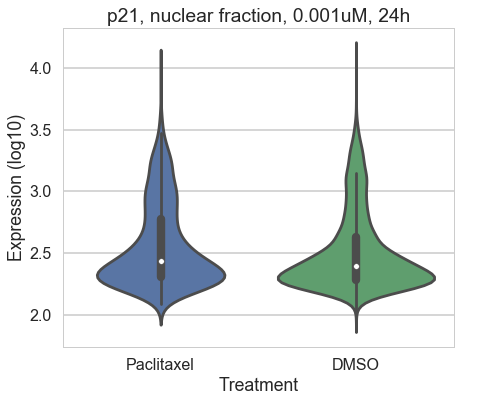 p21, nuclear fraction, 0.001uM, 24h
Expression (log10)
4.0
3.5
3.0
2.5
2.0
Paclitaxel DMSO
Treatment